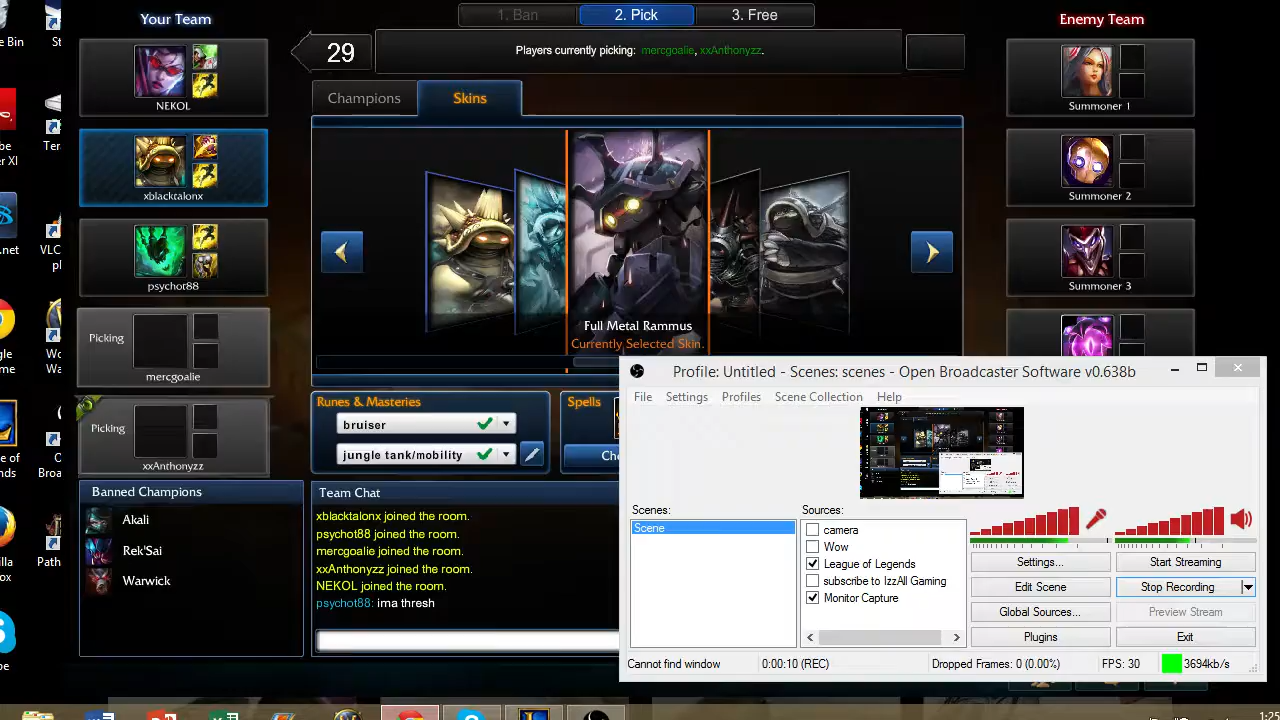 Your Team
1. Ban
2. Pick
3. Free
Enemy Team
29
Players currently picking: mercgoalie, xxAnthonyzz.
NEKOL
xblacktalonx
psychot88
Picking
mercgoalie
Picking
xxAnthonyzz
Champions
Skins
Full Metal Rammus
Currently Selected Skin.
Summoner 1
Summoner 2
Summoner 3
Runes & Masteries
bruiser
jungle tank/mobility
Spells
Banned Champions
Akali
Rek'Sai
Warwick
Team Chat
xblacktalonx joined the room.
psychot88 joined the room.
mercgoalie joined the room.
xxAnthonyzz joined the room.
NEKOL joined the room.
psychot88: ima thresh
Profile: Untitled - Scenes: scenes - Open Broadcaster Software v0.638b
File Settings Profiles Scene Collection Help
Scenes:
Scene
Sources:
camera
Wow
League of Legends
subscribe to IzzAll Gaming
Monitor Capture
Settings...
Start Streaming
Edit Scene
Stop Recording
Global Sources...
Preview Stream
Plugins
Exit
Cannot find window
0:00:10 (REC)
Dropped Frames: 0 (0.00%)
FPS: 30
3694kb/s